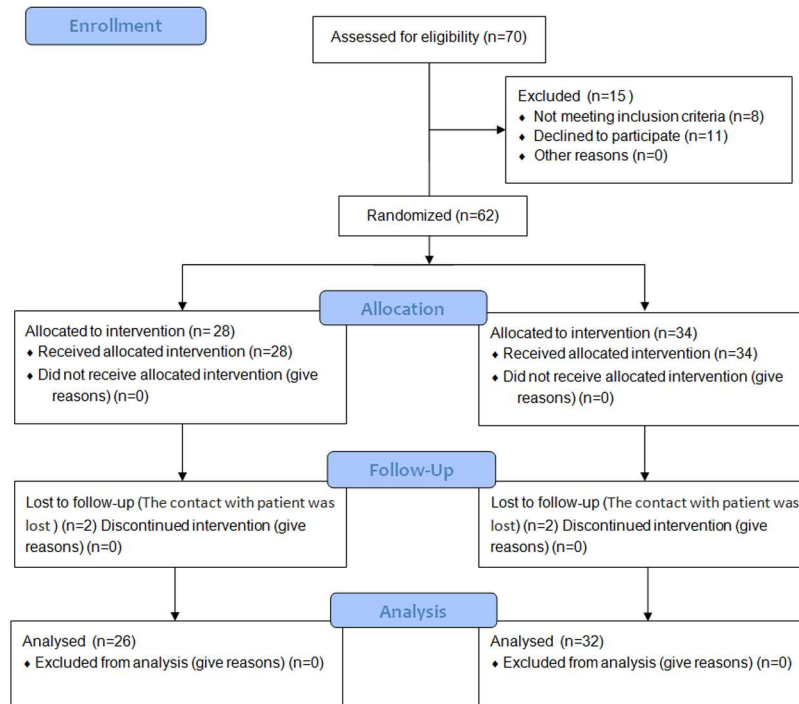 Enrollment
Assessed for eligibility (n=70)
Excluded (n=15 )
♦ Not meeting inclusion criteria (n=8)
♦ Declined to participate (n=11)
♦ Other reasons (n=0)
Randomized (n=62)
Allocation
Allocated to intervention (n= 28)
♦ Received allocated intervention (n=28)
♦ Did not receive allocated intervention (give
reasons) (n=0)
Allocated to intervention (n=34)
♦ Received allocated intervention (n=34)
♦ Did not receive allocated intervention (give
reasons) (n=0)
Follow-Up
Lost to follow-up (The contact with patient was
lost ) (n=2) Discontinued intervention (give
reasons) (n=0)
Lost to follow-up (The contact with patient was
lost) (n=2) Discontinued intervention (give
reasons) (n=0)
Analysis
Analysed (n=26)
♦ Excluded from analysis (give reasons) (n=0)
Analysed (n=32)
♦ Excluded from analysis (give reasons) (n=0)